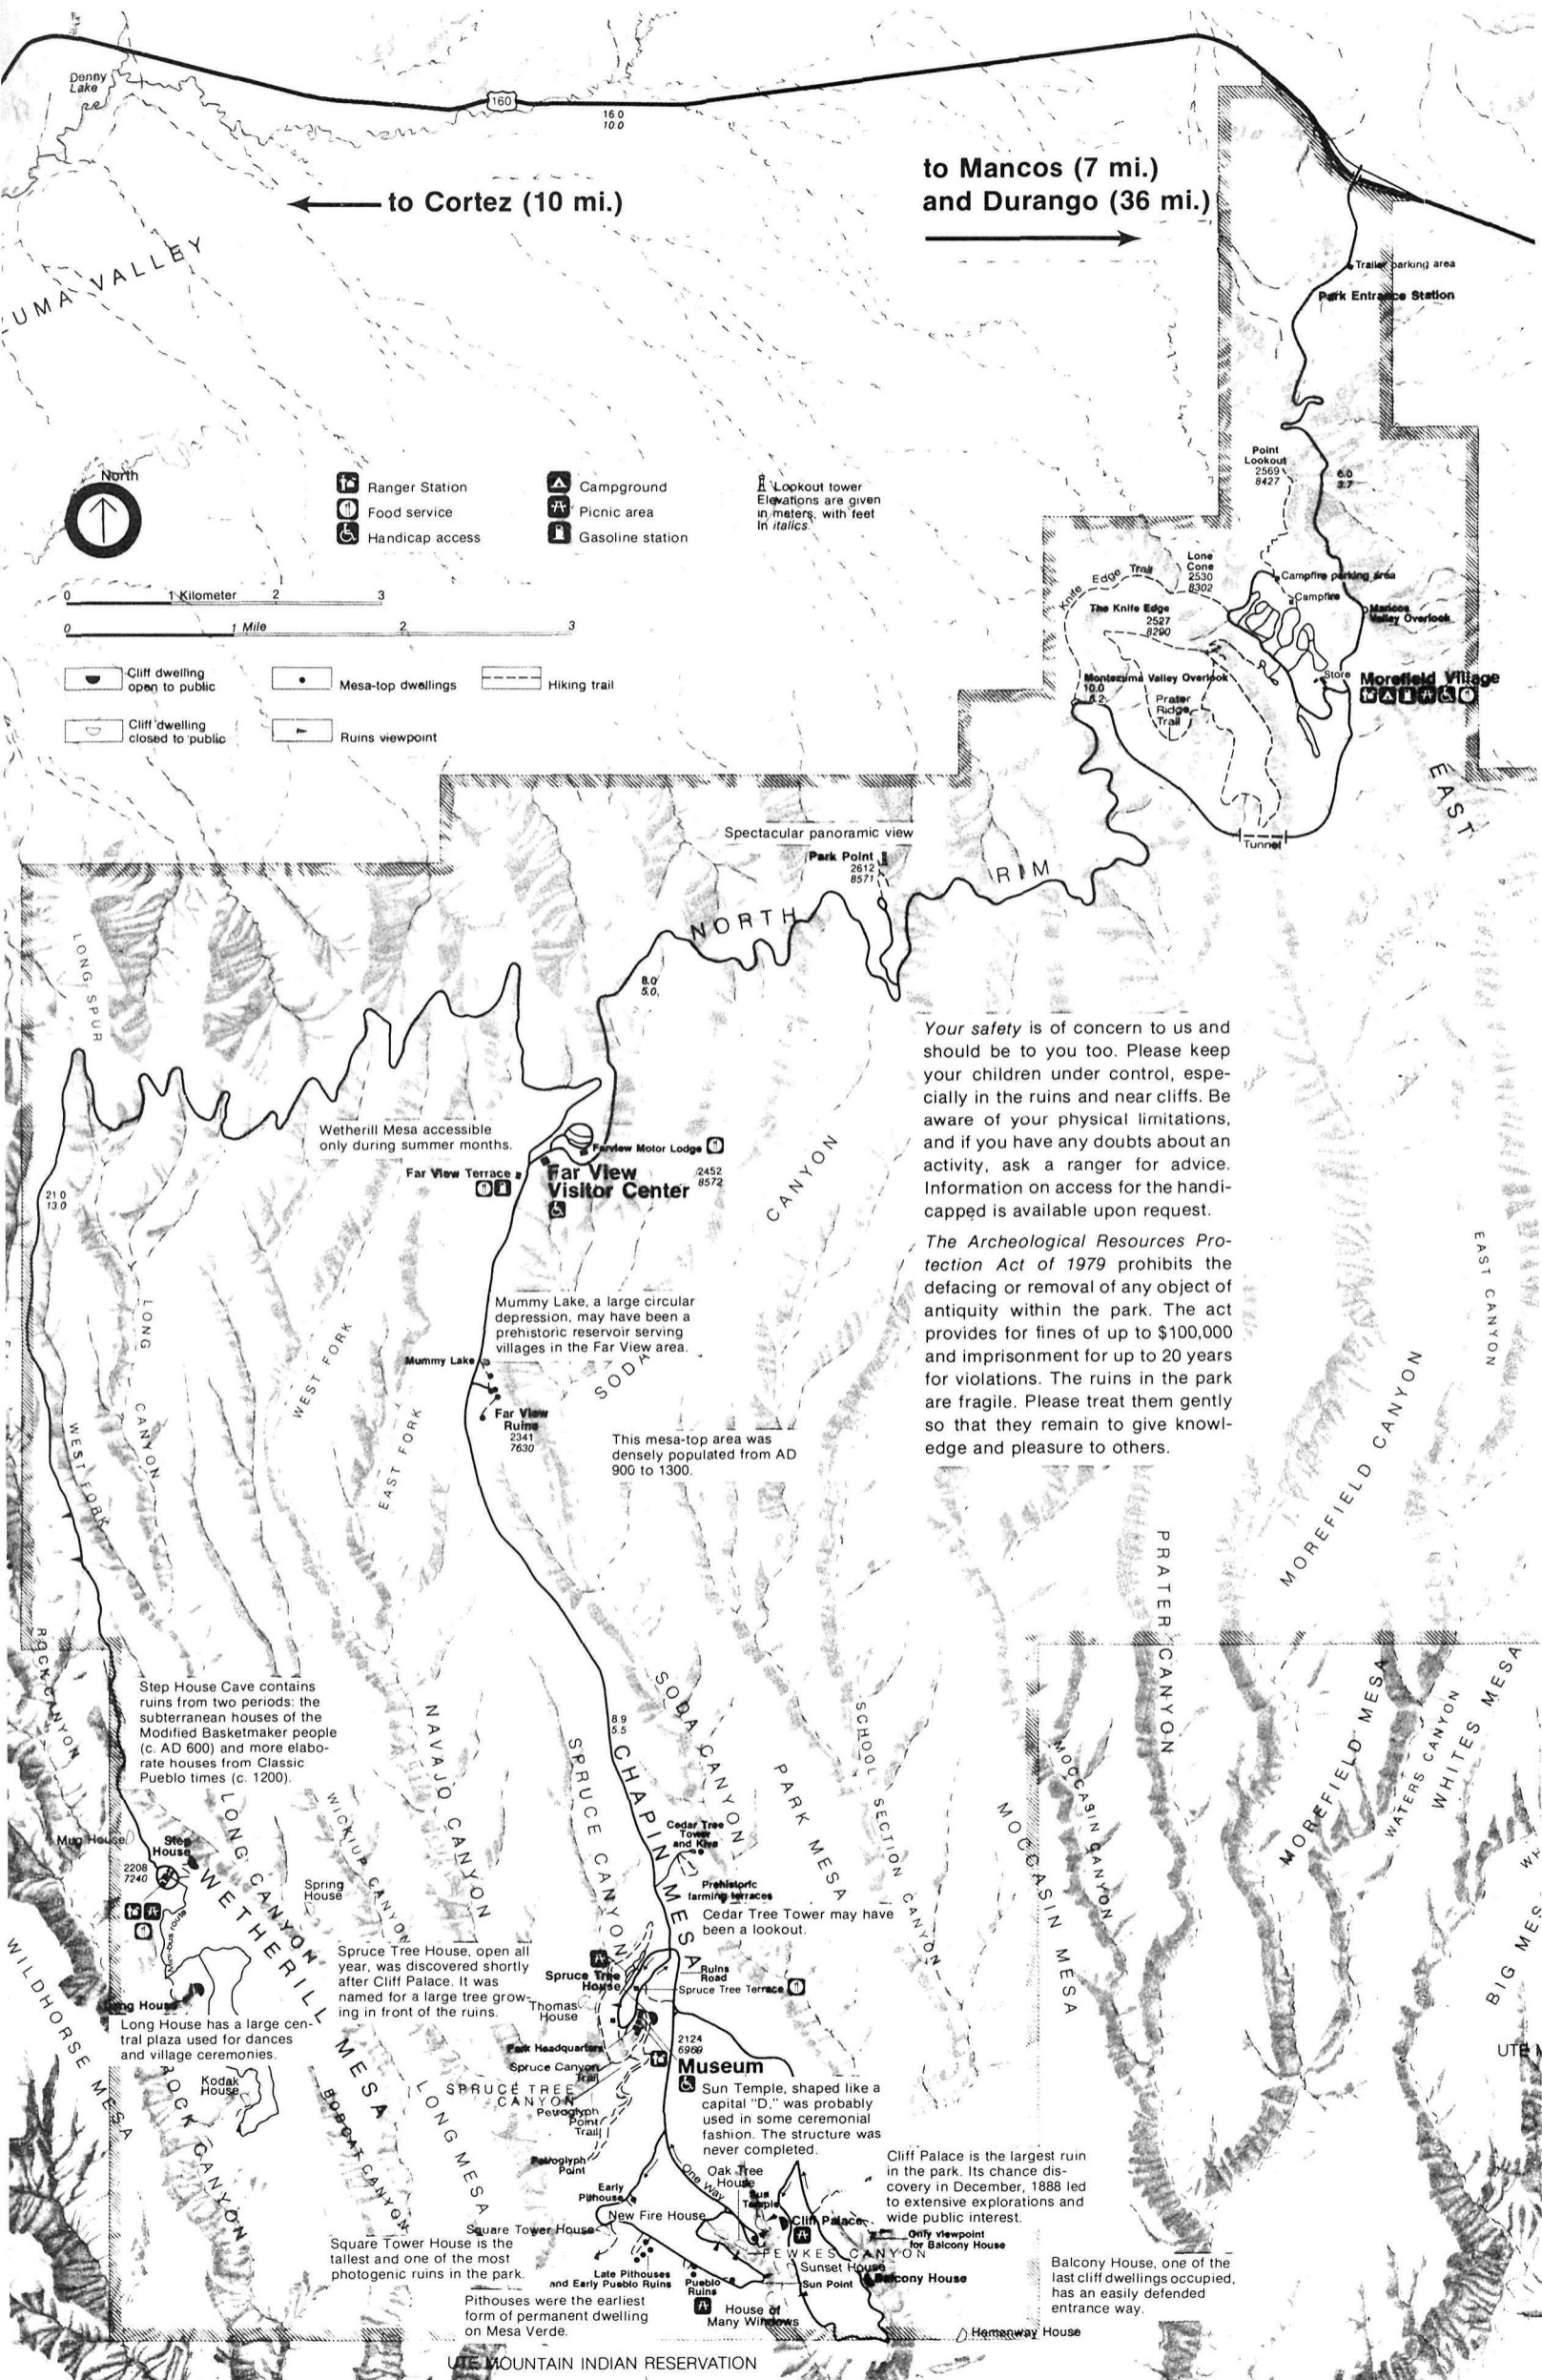 Denny
Lake
160
16 0
10 0
to Cortez (10 mi.)
to Mancos (7 mi.)
and Durango (36 mi.)
UMA VALLEY
Trailer parking area
Park Entrance Station
Point
Lookout
2569
8427
6.0
3.7
North
Ranger Station
Food service
Handicap access
Campground
Picnic area
Gasoline station
Lookout tower
Elevations are given
in meters, with feet
In italics.
0 1 Kilometer 2 3
0 1 Mile 2 3
Cliff dwelling
open to public
Mesa-top dwellings
Hiking trail
Cliff dwelling
closed to public
Ruins viewpoint
Lone
Cone
2530
8302
Knife Edge Trail
The Knife Edge
2527
8290
Campfire parking area
Campfire
Mancos
Valley Overlook
Montezuma Valley Overlook
10.0
6.2
Prater
Ridge
Trail
Store
Morefield Village
EAST
Tunnel
Spectacular panoramic view
Park Point
2612
8571
NORTH RIM
LONG SPUR
8.0
5.0
Wetherill Mesa accessible
only during summer months.
Farview Motor Lodge
Far View Terrace
Far View
Visitor Center
2452
8572
21 0
13 0
CANYON
SODA
Your safety is of concern to us and
should be to you too. Please keep
your children under control, espe-
cially in the ruins and near cliffs. Be
aware of your physical limitations,
and if you have any doubts about an
activity, ask a ranger for advice.
Information on access for the handi-
capped is available upon request.
The Archeological Resources Pro-
tection Act of 1979 prohibits the
defacing or removal of any object of
antiquity within the park. The act
provides for fines of up to $100,000
and imprisonment for up to 20 years
for violations. The ruins in the park
are fragile. Please treat them gently
so that they remain to give knowl-
edge and pleasure to others.
Mummy Lake, a large circular
depression, may have been a
prehistoric reservoir serving
villages in the Far View area.
Mummy Lake
Far View
Ruins
2341
7630
This mesa-top area was
densely populated from AD
900 to 1300.
LONG
CANYON
WEST FORK
WEST FORK
EAST FORK
EAST CANYON
MOREFIELD CANYON
PRATER CANYON
ROCK CANYON
Step House Cave contains
ruins from two periods: the
subterranean houses of the
Modified Basketmaker people
(c. AD 600) and more elabo-
rate houses from Classic
Pueblo times (c. 1200).
NAVAJO CANYON
SPRUCE CANYON
8 9
5.5
CHAPIN MESA
SODA CANYON
PARK MESA
SCHOOL SECTION CANYON
MOCCASIN MESA
MOCCASIN CANYON
MOREFIELD MESA
WATERS CANYON
WHITES MESA
BIG MES
Mug House
Step
House
2208
7240
LONG CANYON
WICKIUP CANYON
Spring
House
WETHERILL MESA
Mini-bus route
Cedar Tree
Tower
and Kiva
Prehistoric
farming terraces
Cedar Tree Tower may have
been a lookout.
Spruce Tree House, open all
year, was discovered shortly
after Cliff Palace. It was
named for a large tree grow-
ing in front of the ruins.
Spruce Tree
House
Ruins
Road
Spruce Tree Terrace
Thomas
House
Long House
Long House has a large cen-
tral plaza used for dances
and village ceremonies.
WILDHORSE MESA
Park Headquarters
2124
6969
Museum
Spruce Canyon
Trail
SPRUCE TREE
CANYON
Petroglyph
Point
Trail
Petroglyph
Point
Kodak
House
ROCK CANYON
BOBCAT CANYON
LONG MESA
UTE M
Sun Temple, shaped like a
capital "D," was probably
used in some ceremonial
fashion. The structure was
never completed.
One Way
Oak Tree
House
Sun
Temple
Early
Pithouse
New Fire House
Square Tower House
Square Tower House is the
tallest and one of the most
photogenic ruins in the park.
Cliff Palace
Cliff Palace is the largest ruin
in the park. Its chance dis-
covery in December, 1888 led
to extensive explorations and
wide public interest.
Only viewpoint
for Balcony House
FEWKES CANYON
Sunset House
Late Pithouses
and Early Pueblo Ruins
Pueblo
Ruins
Sun Point
Balcony House
Balcony House, one of the
last cliff dwellings occupied,
has an easily defended
entrance way.
Pithouses were the earliest
form of permanent dwelling
on Mesa Verde.
House of
Many Windows
Hemenway House
UTE MOUNTAIN INDIAN RESERVATION